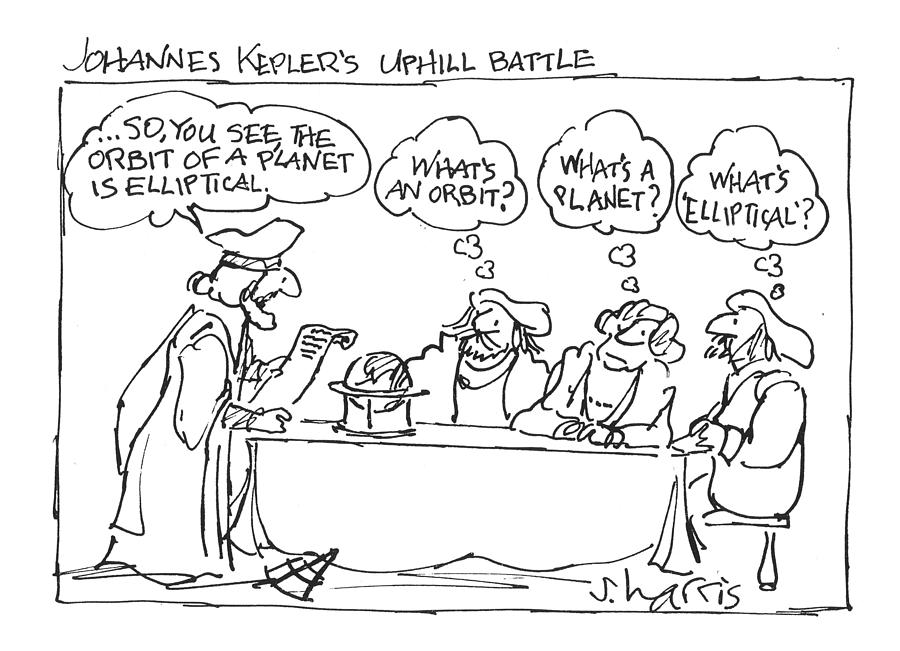 JOHANNES KEPLER'S UPHILL BATTLE
...SO, YOU SEE, THE
ORBIT OF A PLANET
IS ELLIPTICAL.
WHAT'S
AN ORBIT?
WHAT'S A
PLANET?
WHAT'S
'ELLIPTICAL'?
S. Harris